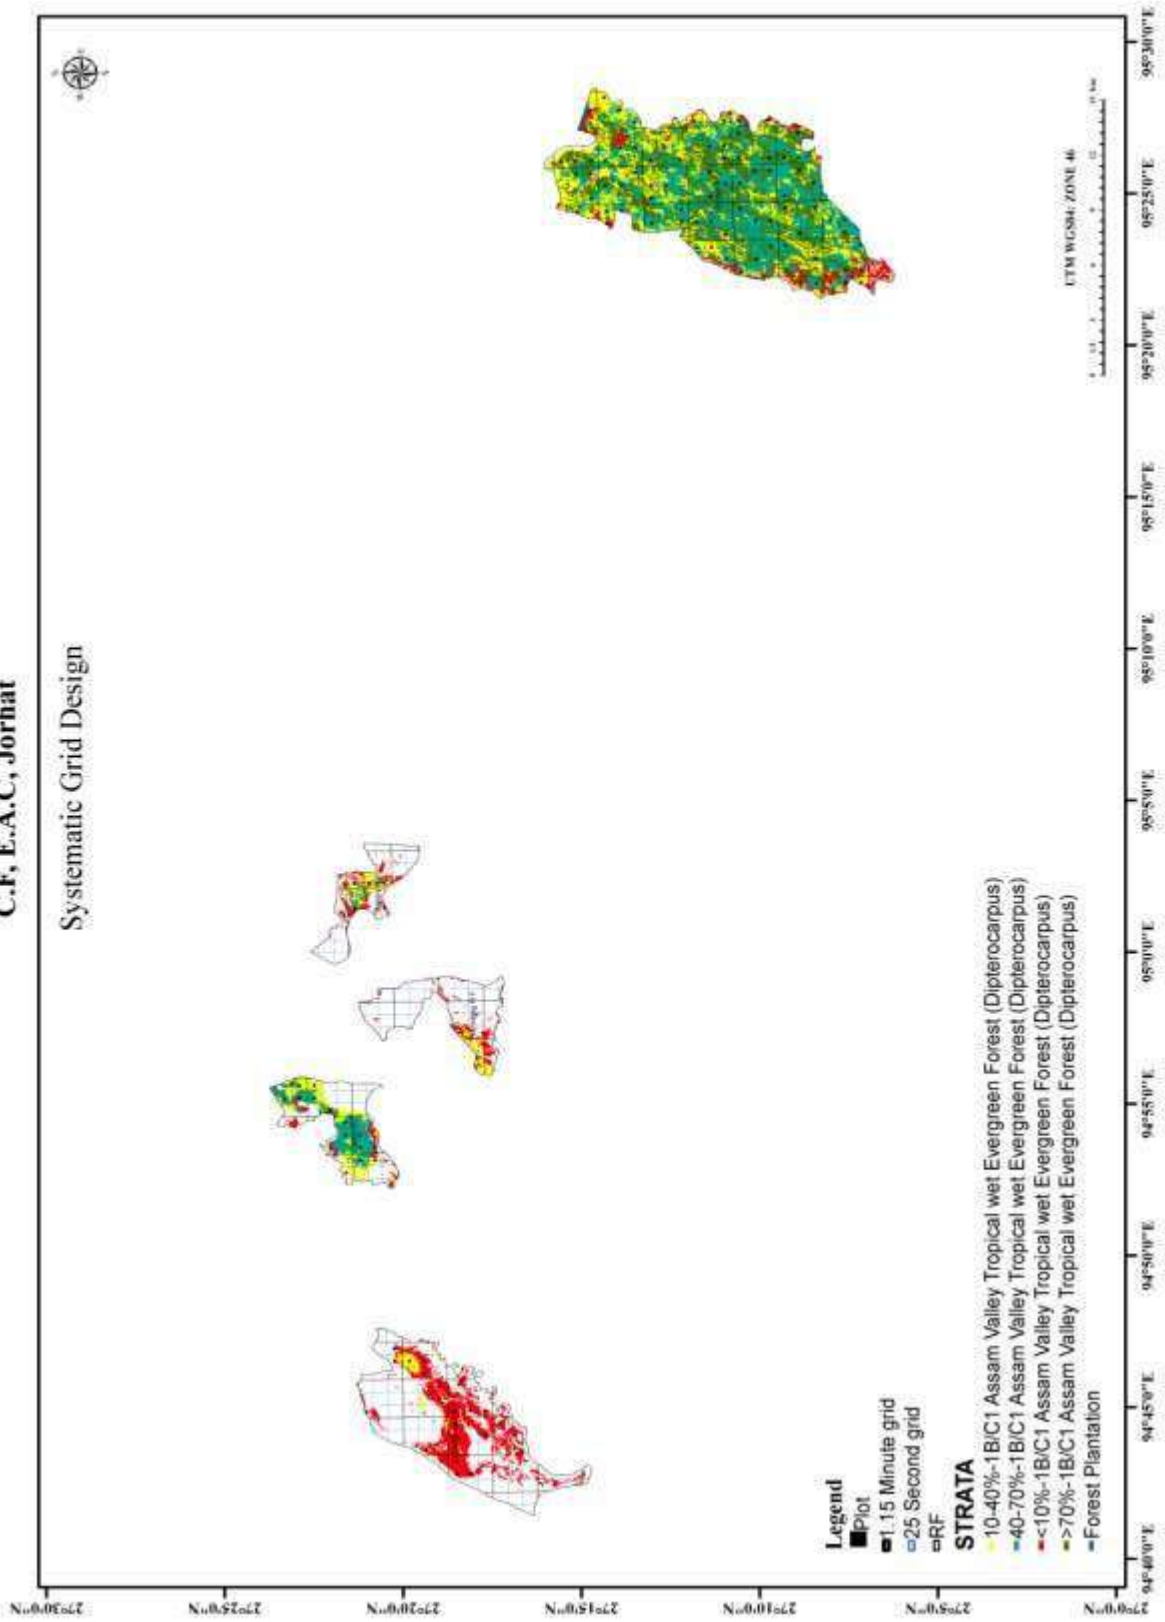 C.F, E.A.C, Jorhat
Systematic Grid Design
Legend
Plot
1.15 Minute grid
25 Second grid
RF
STRATA
10-40%-1B/C1 Assam Valley Tropical wet Evergreen Forest (Dipterocarpus)
40-70%-1B/C1 Assam Valley Tropical wet Evergreen Forest (Dipterocarpus)
<10%-1B/C1 Assam Valley Tropical wet Evergreen Forest (Dipterocarpus)
>70%-1B/C1 Assam Valley Tropical wet Evergreen Forest (Dipterocarpus)
Forest Plantation
UTM WGS84: ZONE 46
27°30'0"N
27°25'0"N
27°20'0"N
27°15'0"N
27°10'0"N
27°5'0"N
27°0'0"N
94°40'0"E
94°45'0"E
94°50'0"E
94°55'0"E
95°0'0"E
95°5'0"E
95°10'0"E
95°15'0"E
95°20'0"E
95°25'0"E
95°30'0"E